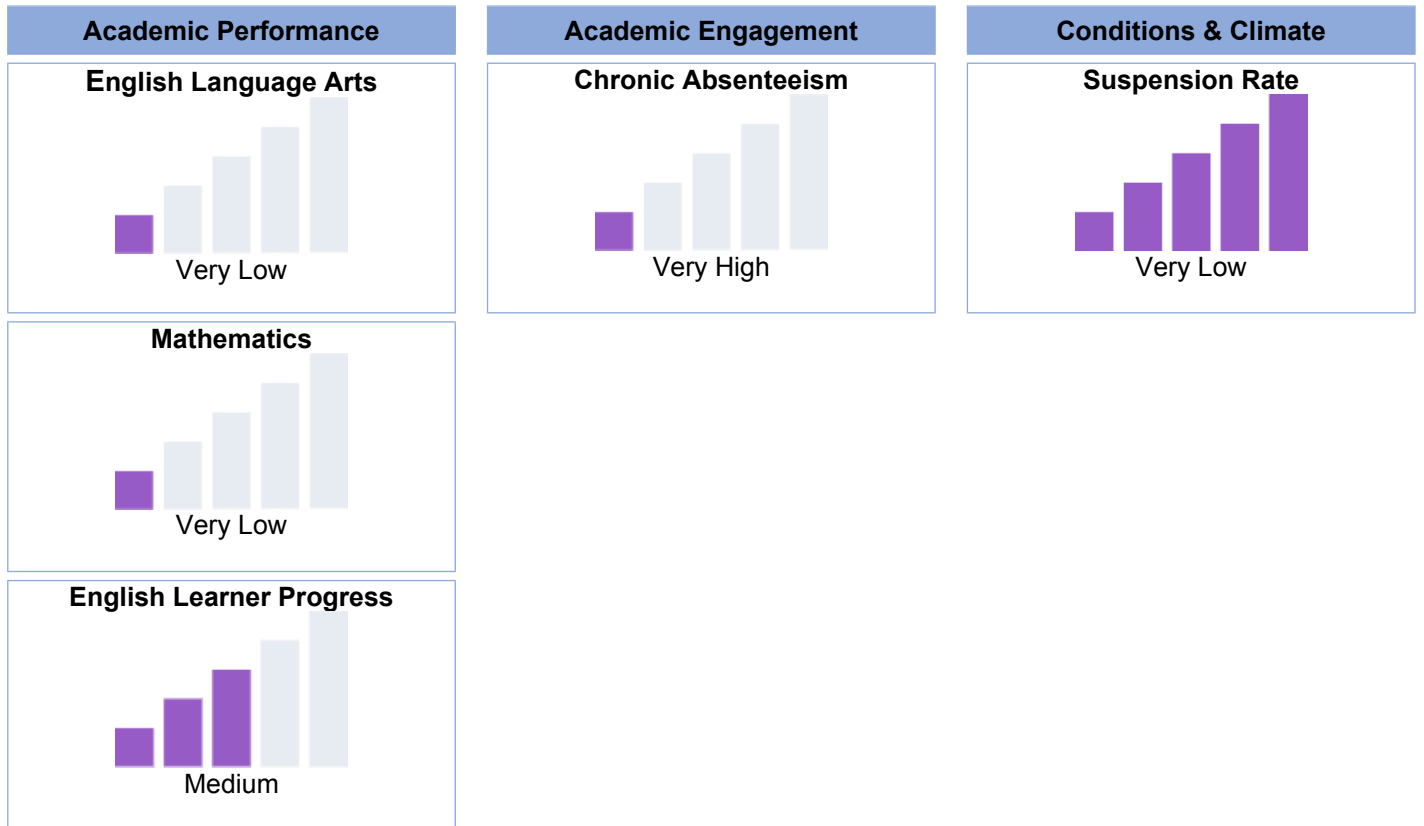 Academic Performance
English Language Arts
Very Low
Mathematics
Very Low
English Learner Progress
Medium
Academic Engagement
Chronic Absenteeism
Very High
Conditions & Climate
Suspension Rate
Very Low